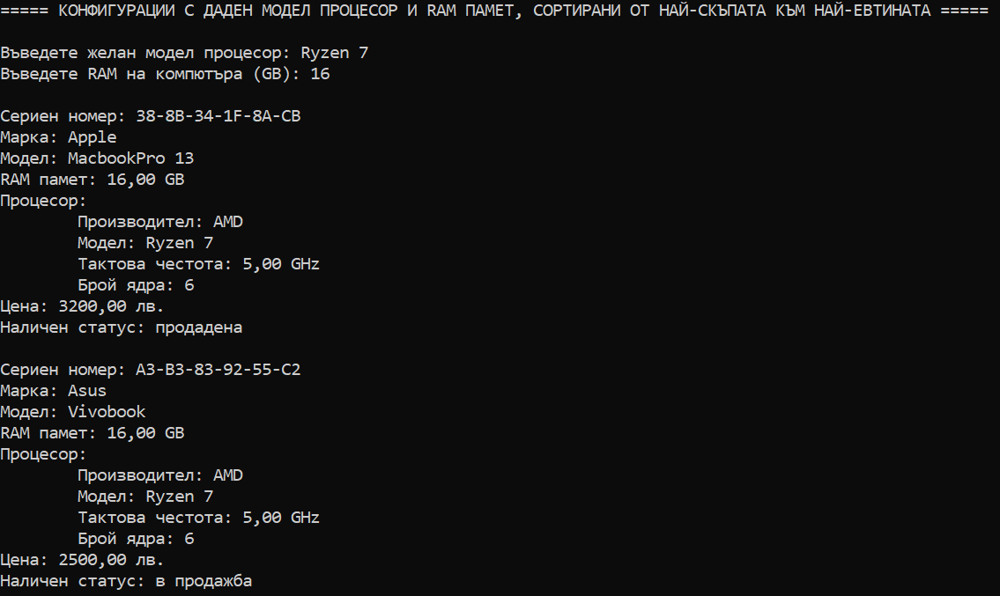 ===== КОНФИГУРАЦИИ С ДАДЕН МОДЕЛ ПРОЦЕСОР И RAM ПАМЕТ, СОРТИРАНИ ОТ НАЙ-СКЪПАТА КЪМ НАЙ-ЕВТИНАТА =====
Въведете желан модел процесор: Ryzen 7
Въведете RAM на компютъра (GB): 16
Сериен номер: 38-8B-34-1F-8A-CB
Марка: Apple
Модел: MacbookPro 13
RAM памет: 16,00 GB
Процесор:
Производител: AMD
Модел: Ryzen 7
Тактова честота: 5,00 GHz
Брой ядра: 6
Цена: 3200,00 лв.
Наличен статус: продадена
Сериен номер: A3-B3-83-92-55-C2
Марка: Asus
Модел: Vivobook
RAM памет: 16,00 GB
Процесор:
Производител: AMD
Модел: Ryzen 7
Тактова честота: 5,00 GHz
Брой ядра: 6
Цена: 2500,00 лв.
Наличен статус: в продажба